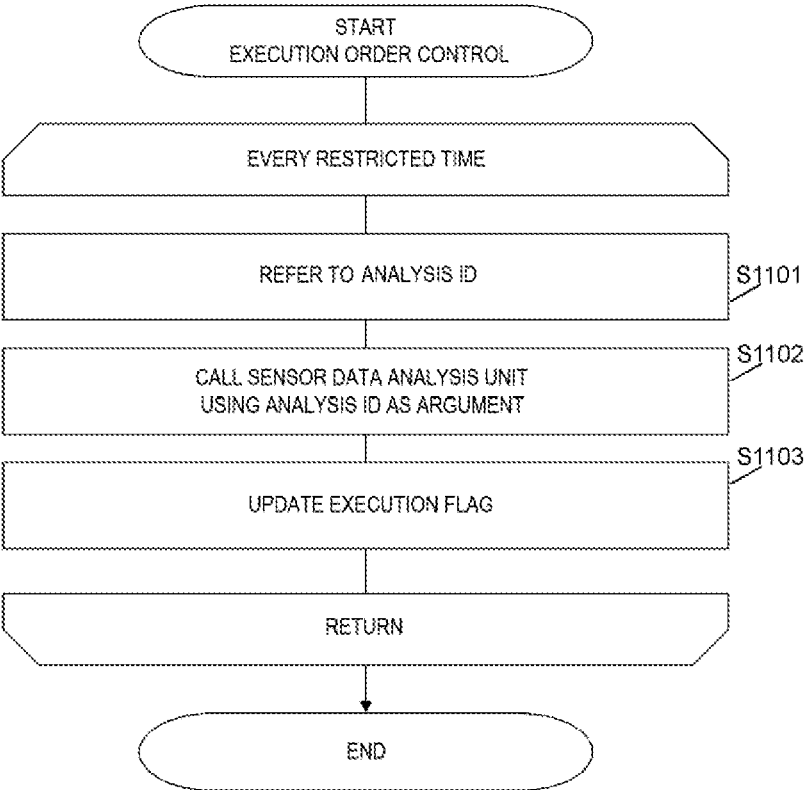 START
EXECUTION ORDER CONTROL
EVERY RESTRICTED TIME
REFER TO ANALYSIS ID
S1101
CALL SENSOR DATA ANALYSIS UNIT
USING ANALYSIS ID AS ARGUMENT
S1102
UPDATE EXECUTION FLAG
S1103
RETURN
END